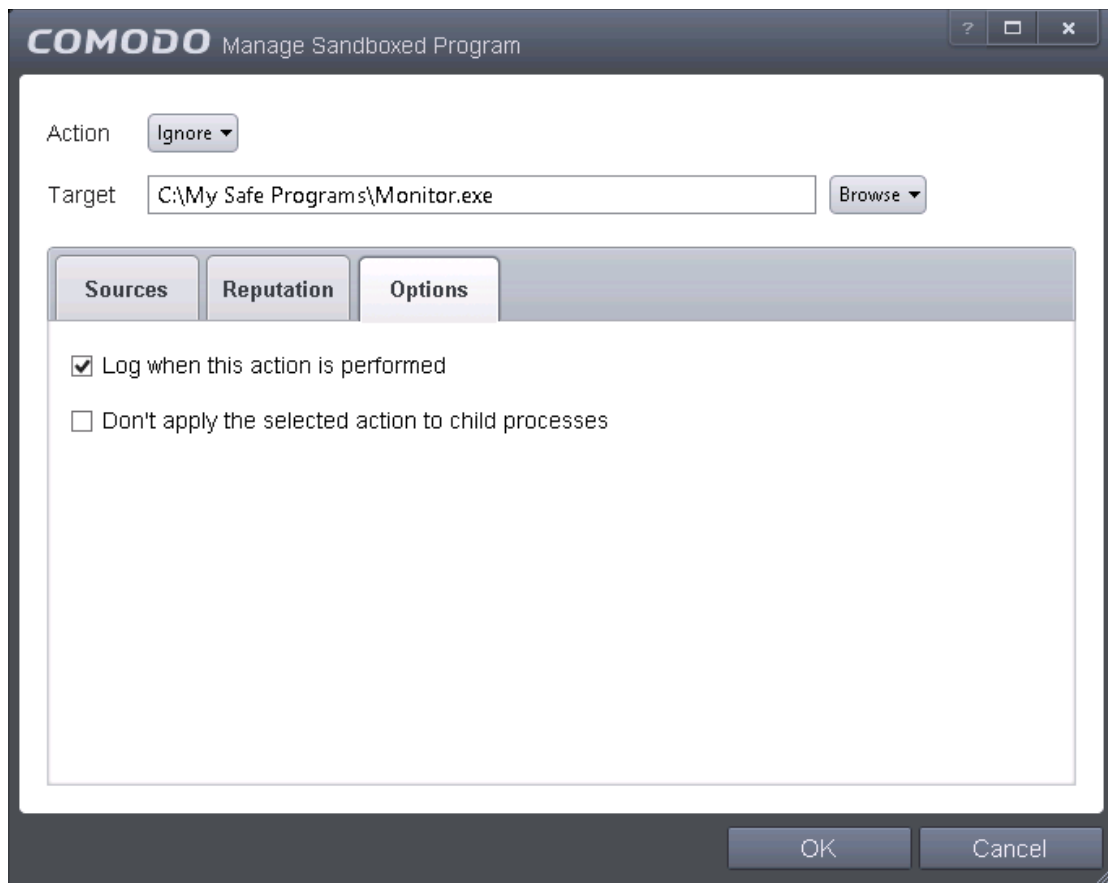 COMODO Manage Sandboxed Program
?
Action Ignore
Target C:\My Safe Programs\Monitor.exe Browse
Sources Reputation Options
Log when this action is performed
Don't apply the selected action to child processes
OK Cancel